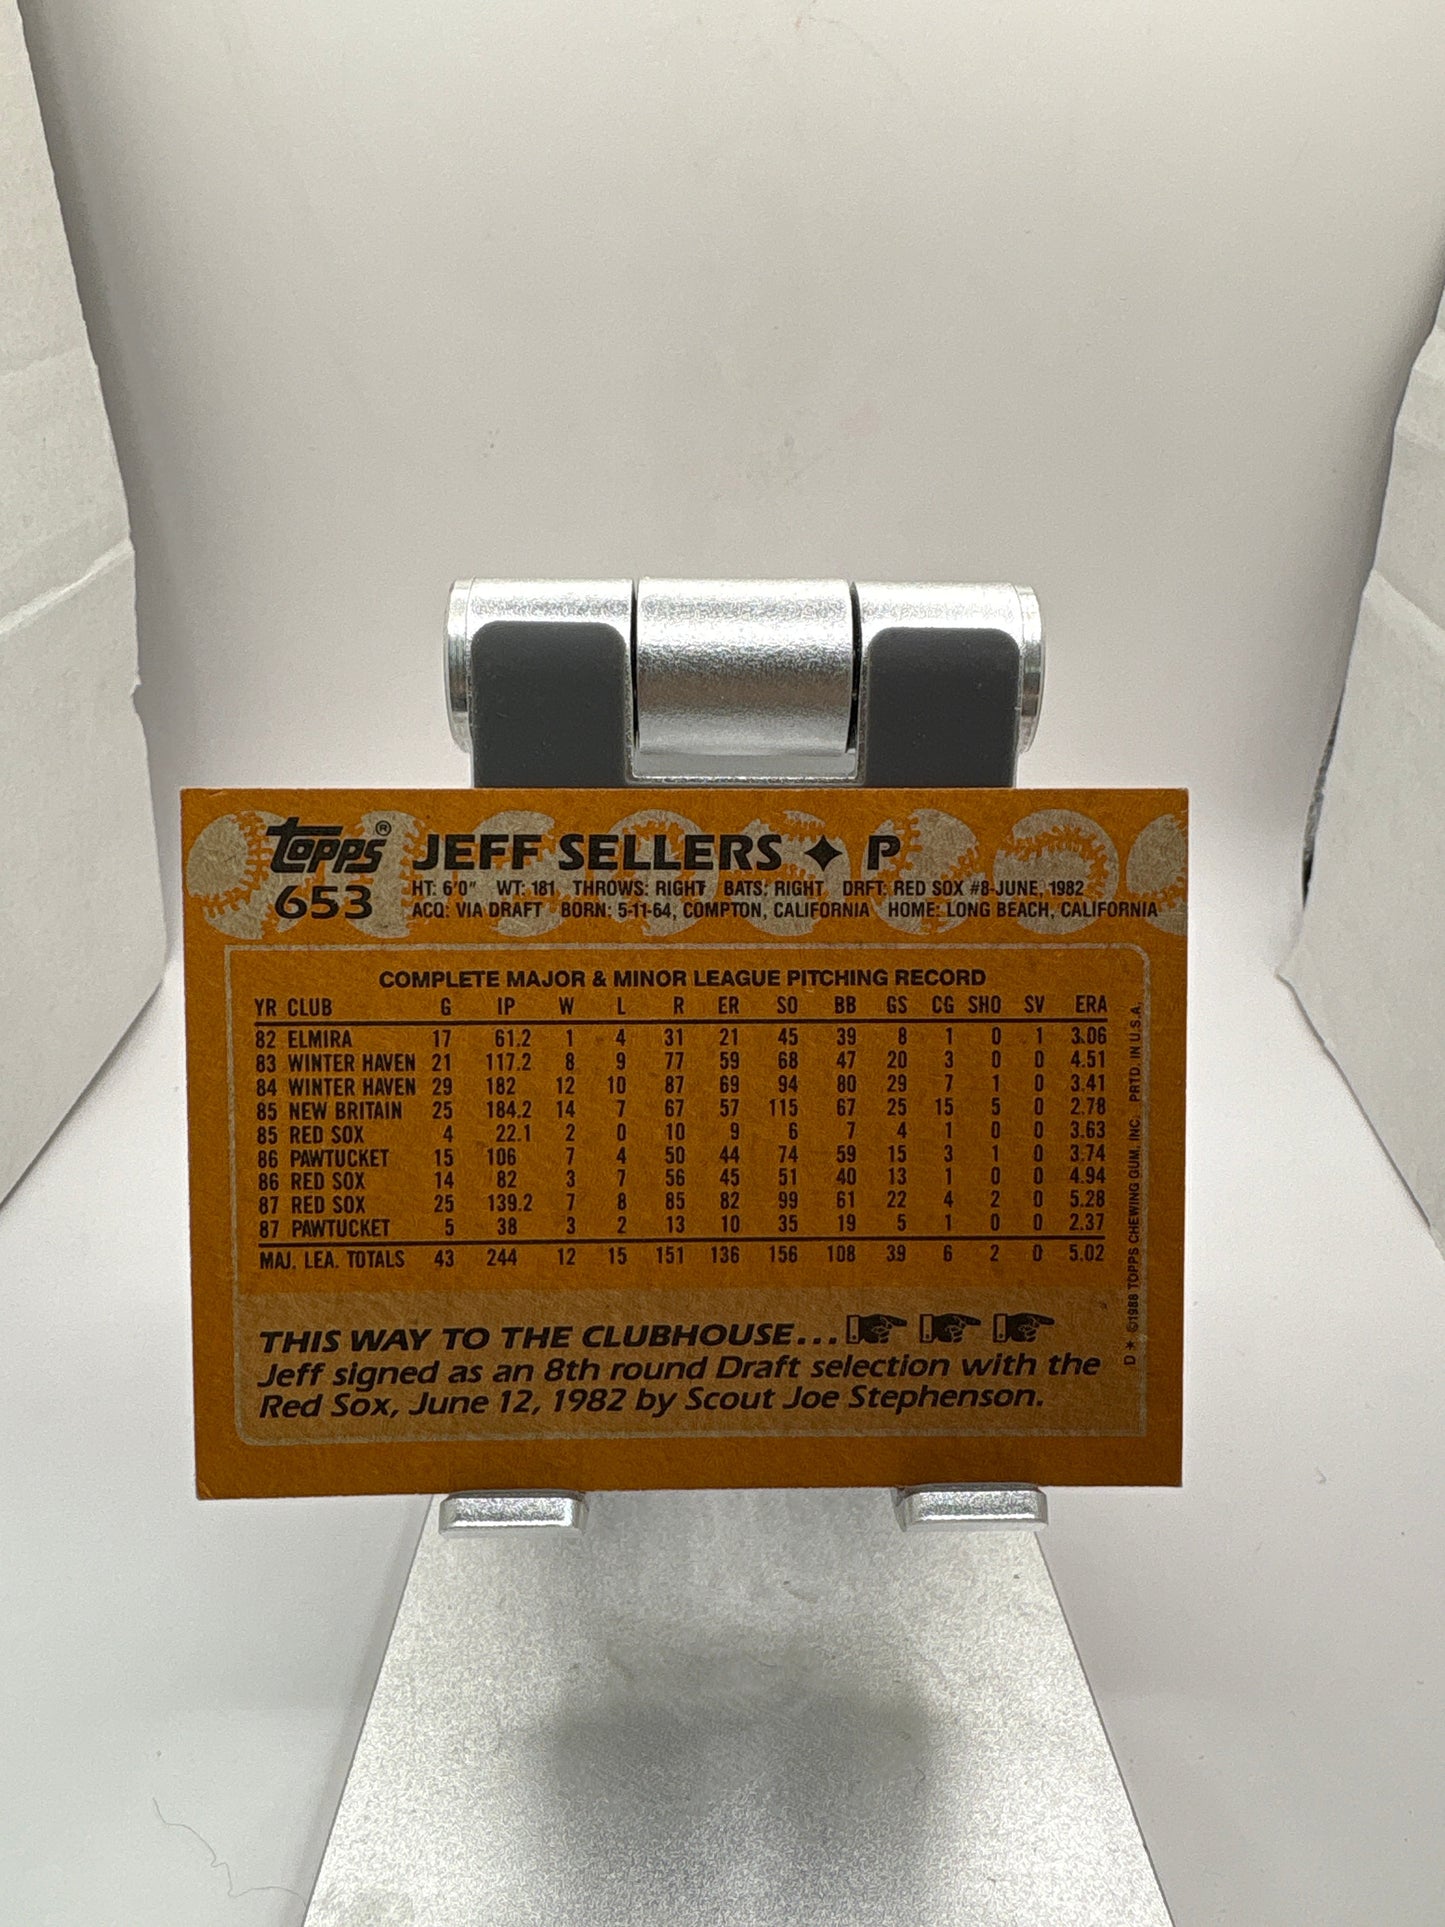 Topps® JEFF SELLERS ✦ P
653 HT: 6'0" WT: 181 THROWS: RIGHT BATS: RIGHT DRFT: RED SOX #8-JUNE, 1982
ACQ: VIA DRAFT BORN: 5-11-64, COMPTON, CALIFORNIA HOME: LONG BEACH, CALIFORNIA
COMPLETE MAJOR & MINOR LEAGUE PITCHING RECORD
YR CLUB G IP W L R ER SO BB GS CG SHO SV ERA
82 ELMIRA 17 61.2 1 4 31 21 45 39 8 1 0 1 3.06
83 WINTER HAVEN 21 117.2 8 9 77 59 68 47 20 3 0 0 4.51
84 WINTER HAVEN 29 182 12 10 87 69 94 80 29 7 1 0 3.41
85 NEW BRITAIN 25 184.2 14 7 67 57 115 67 25 15 5 0 2.78
85 RED SOX 4 22.1 2 0 10 9 6 7 4 1 0 0 3.63
86 PAWTUCKET 15 106 7 4 50 44 74 59 15 3 1 0 3.74
86 RED SOX 14 82 3 7 56 45 51 40 13 1 0 0 4.94
87 RED SOX 25 139.2 7 8 85 82 99 61 22 4 2 0 5.28
87 PAWTUCKET 5 38 3 2 13 10 35 19 5 1 0 0 2.37
MAJ. LEA. TOTALS 43 244 12 15 151 136 156 108 39 6 2 0 5.02
THIS WAY TO THE CLUBHOUSE...
Jeff signed as an 8th round Draft selection with the
Red Sox, June 12, 1982 by Scout Joe Stephenson.
D * ©1988 TOPPS CHEWING GUM, INC. PRTD. IN U.S.A.